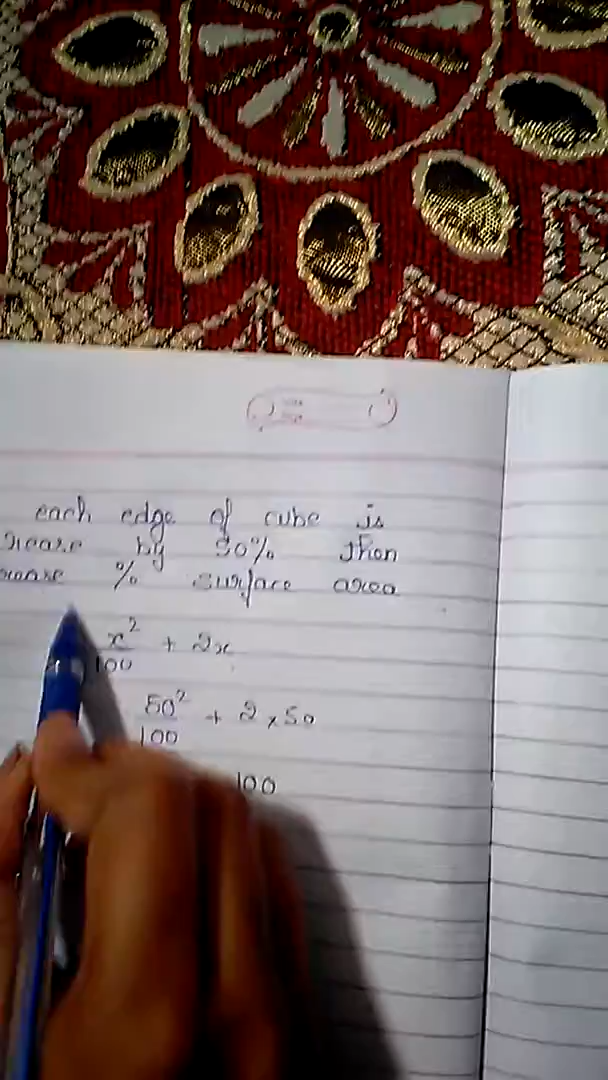 each edge of cube is
by 50% then
% surface area
x²/100 + 2x
50²/100 + 2 × 50
100